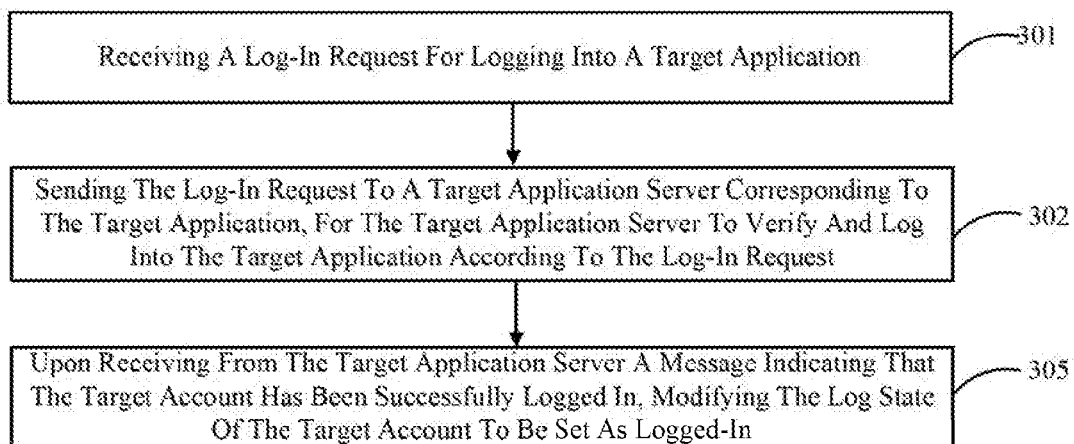 Receiving A Log-In Request For Logging Into A Target Application
301
Sending The Log-In Request To A Target Application Server Corresponding To
The Target Application, For The Target Application Server To Verify And Log
Into The Target Application According To The Log-In Request
302
Upon Receiving From The Target Application Server A Message Indicating That
The Target Account Has Been Successfully Logged In, Modifying The Log State
Of The Target Account To Be Set As Logged-In
305